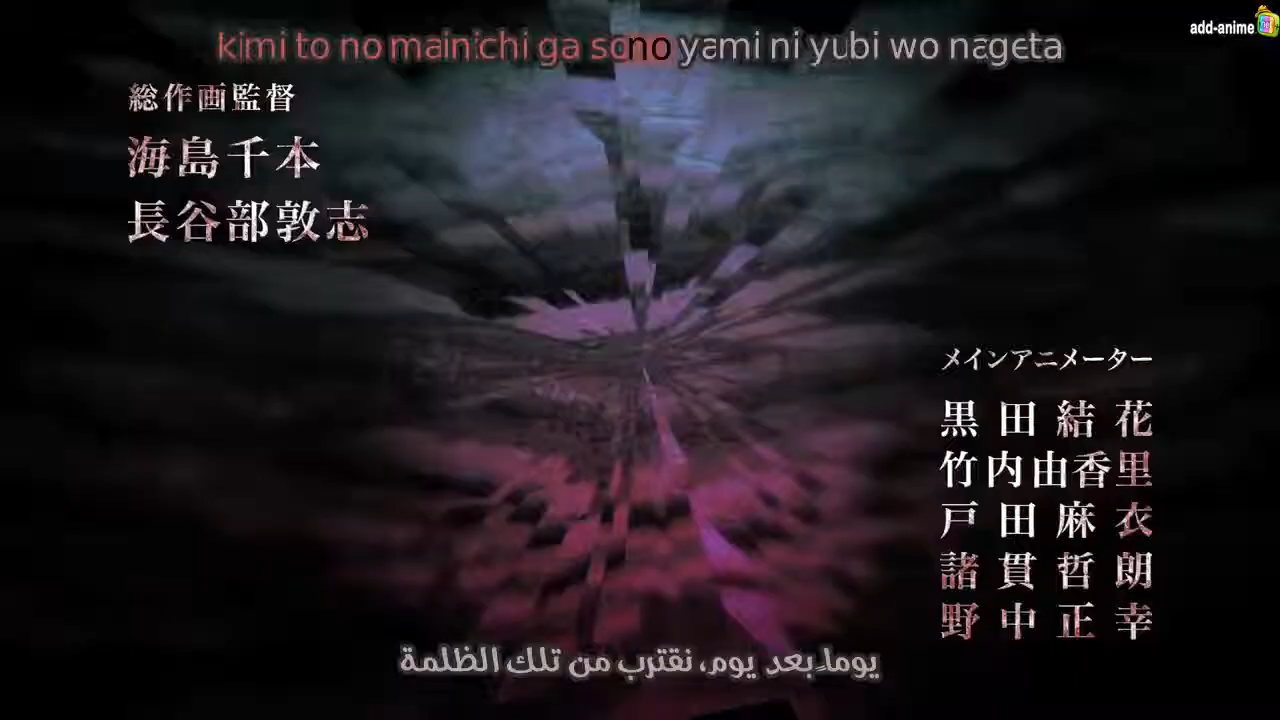 add-anime
kimi to no mainichi ga sono yami ni yubi wo nageta
総作画監督
海島千本
長谷部敦志
メインアニメーター
黒田結花
竹内由香里
戸田麻衣
諸貫哲朗
野中正幸
يوما بعد يوم، نقترب من تلك الظلمة